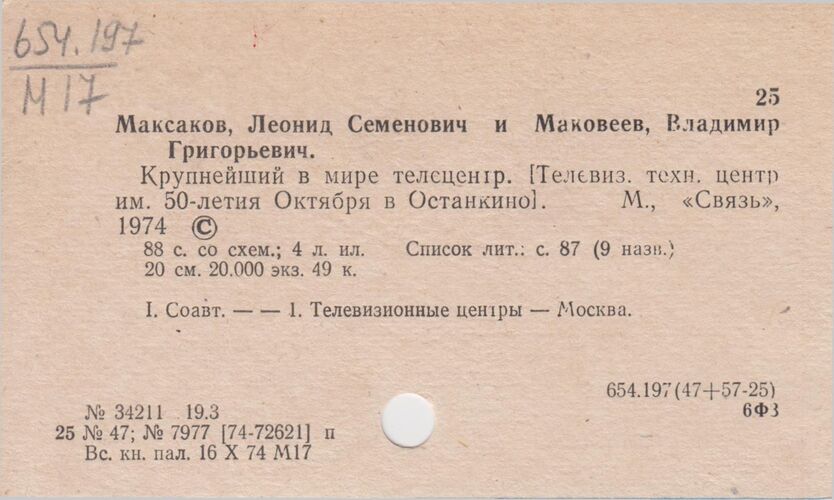 654.197
М17
25
Максаков, Леонид Семенович и Маковеев, Владимир
Григорьевич.
Крупнейший в мире телецентр. [Телевиз. техн. центр
им. 50-летия Октября в Останкино]. М., «Связь»,
1974 ©
88 с. со схем.; 4 л. ил. Список лит.: с. 87 (9 назв.)
20 см. 20.000 экз. 49 к.
I. Соавт. — — 1. Телевизионные центры — Москва.
654.197(47+57-25)
6Ф3
№ 34211 19.3
25 № 47; № 7977 [74-72621] п
Вс. кн. пал. 16 X 74 М17